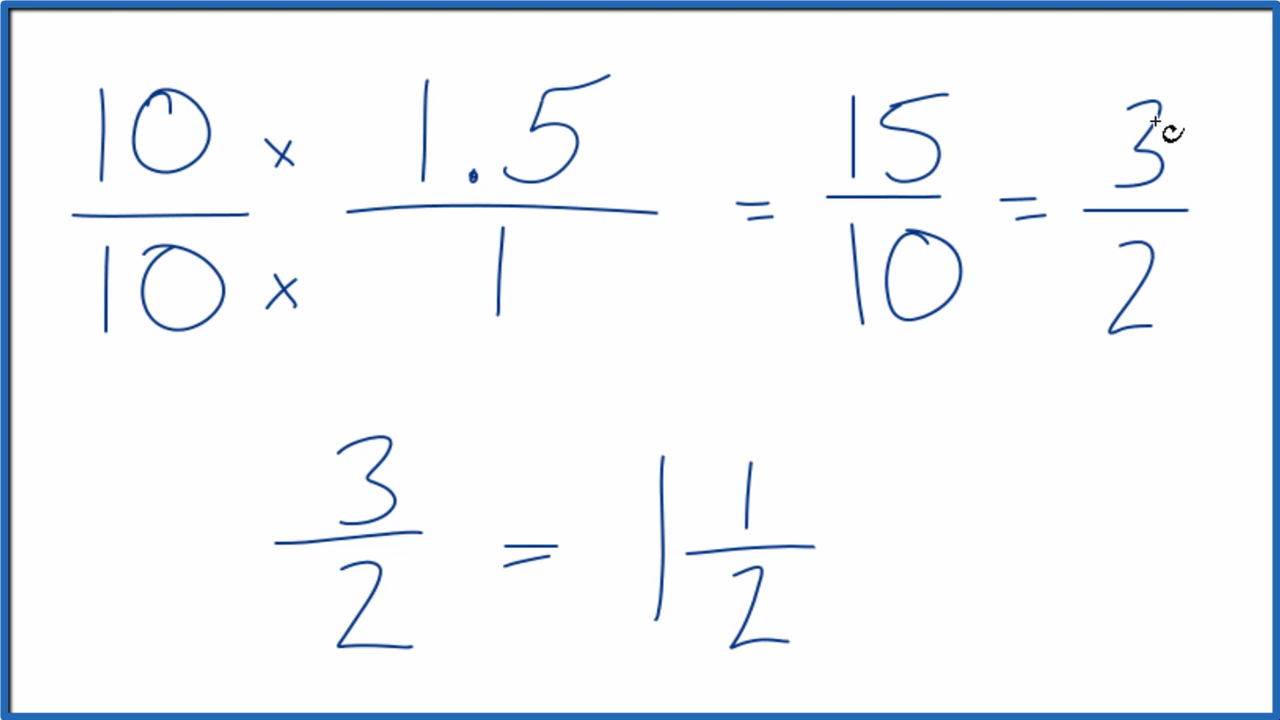 10/10 × 1.5/1 = 15/10 = 3/2
3/2 = 1 1/2